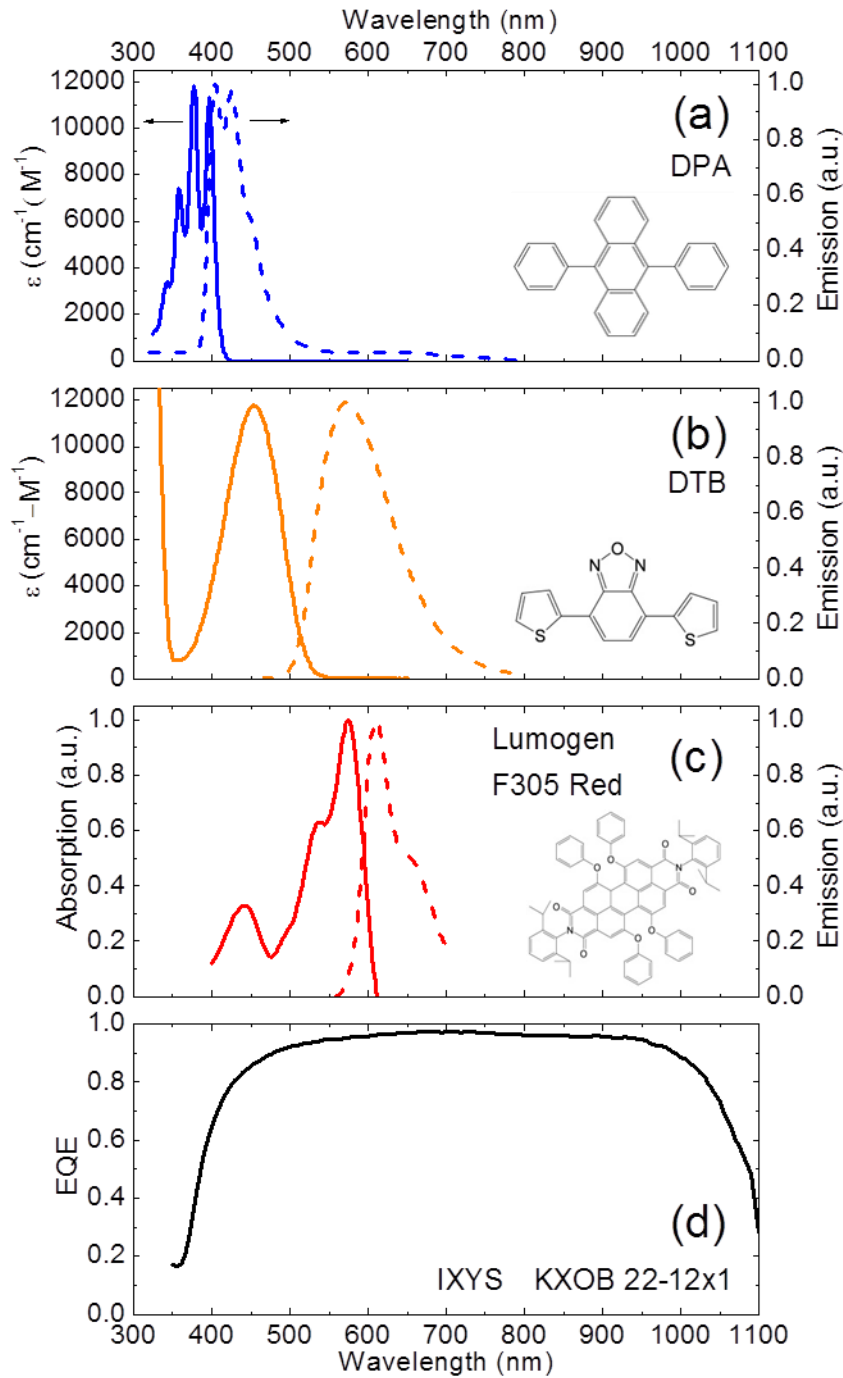 Wavelength (nm)
300 400 500 600 700 800 900 1000 1100
12000
10000
8000
6000
4000
2000
0
ε (cm⁻¹( M⁻¹)
1.0
0.8
0.6
0.4
0.2
0.0
Emission (a.u.)
(a)
DPA
12000
10000
8000
6000
4000
2000
0
ε (cm⁻¹−M⁻¹)
1.0
0.8
0.6
0.4
0.2
0.0
Emission (a.u.)
(b)
DTB
O
N N
S S
1.0
0.8
0.6
0.4
0.2
0.0
Absorption (a.u.)
1.0
0.8
0.6
0.4
0.2
0.0
Emission (a.u.)
Lumogen
F305 Red
(c)
O O O
N
O
O
N
O O O
1.0
0.8
0.6
0.4
0.2
0.0
EQE
(d)
IXYS KXOB 22-12x1
300 400 500 600 700 800 900 1000 1100
Wavelength (nm)